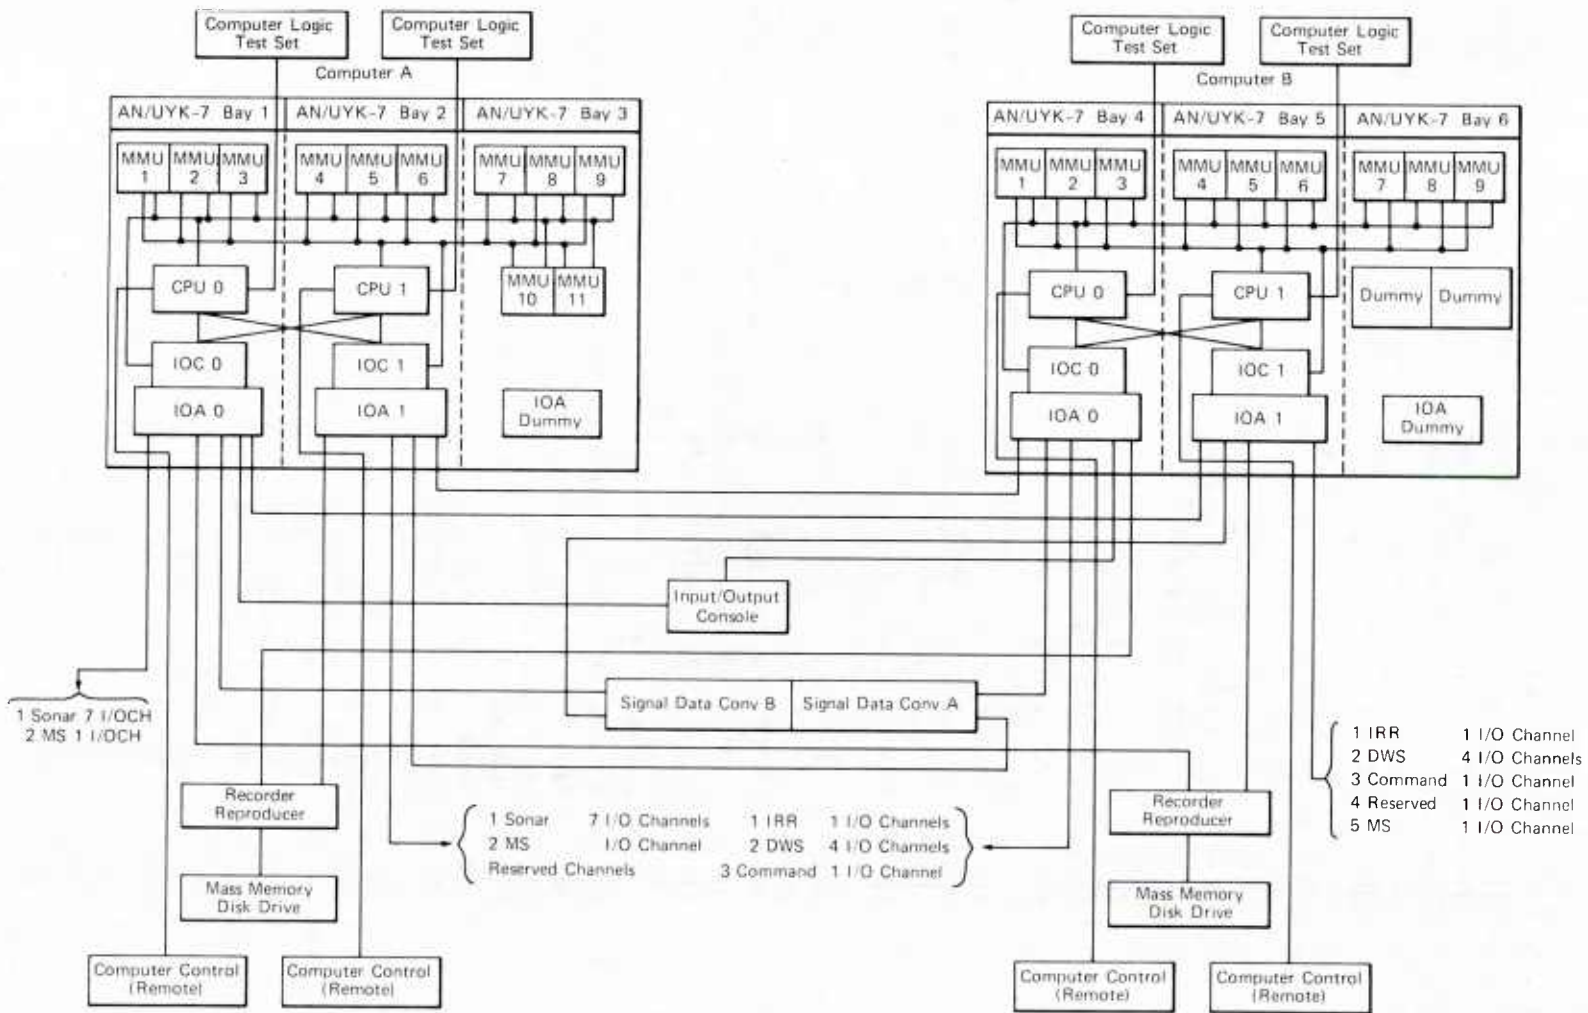 Computer Logic
Test Set
Computer Logic
Test Set
Computer A
AN/UYK-7 Bay 1
AN/UYK-7 Bay 2
AN/UYK-7 Bay 3
MMU 1
MMU 2
MMU 3
MMU 4
MMU 5
MMU 6
MMU 7
MMU 8
MMU 9
CPU 0
CPU 1
MMU 10
MMU 11
IOC 0
IOC 1
IOA 0
IOA 1
IOA
Dummy
Computer Logic
Test Set
Computer Logic
Test Set
Computer B
AN/UYK-7 Bay 4
AN/UYK-7 Bay 5
AN/UYK-7 Bay 6
MMU 1
MMU 2
MMU 3
MMU 4
MMU 5
MMU 6
MMU 7
MMU 8
MMU 9
CPU 0
CPU 1
Dummy
Dummy
IOC 0
IOC 1
IOA 0
IOA 1
IOA
Dummy
Input/Output
Console
Signal Data Conv B
Signal Data Conv A
1 Sonar 7 I/OCH
2 MS 1 I/OCH
Recorder
Reproducer
Mass Memory
Disk Drive
Computer Control
(Remote)
Computer Control
(Remote)
1 Sonar 7 I/O Channels
2 MS I/O Channel
Reserved Channels
1 IRR 1 I/O Channels
2 DWS 4 I/O Channels
3 Command 1 I/O Channel
Recorder
Reproducer
Mass Memory
Disk Drive
Computer Control
(Remote)
Computer Control
(Remote)
1 IRR 1 I/O Channel
2 DWS 4 I/O Channels
3 Command 1 I/O Channel
4 Reserved 1 I/O Channel
5 MS 1 I/O Channel